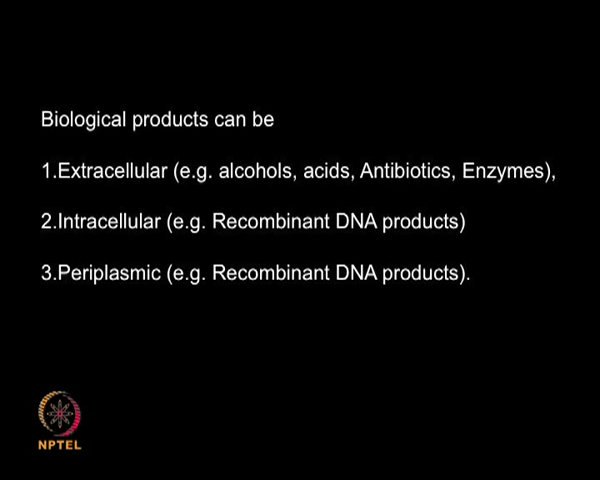 Biological products can be
1.Extracellular (e.g. alcohols, acids, Antibiotics, Enzymes),
2.Intracellular (e.g. Recombinant DNA products)
3.Periplasmic (e.g. Recombinant DNA products).
NPTEL